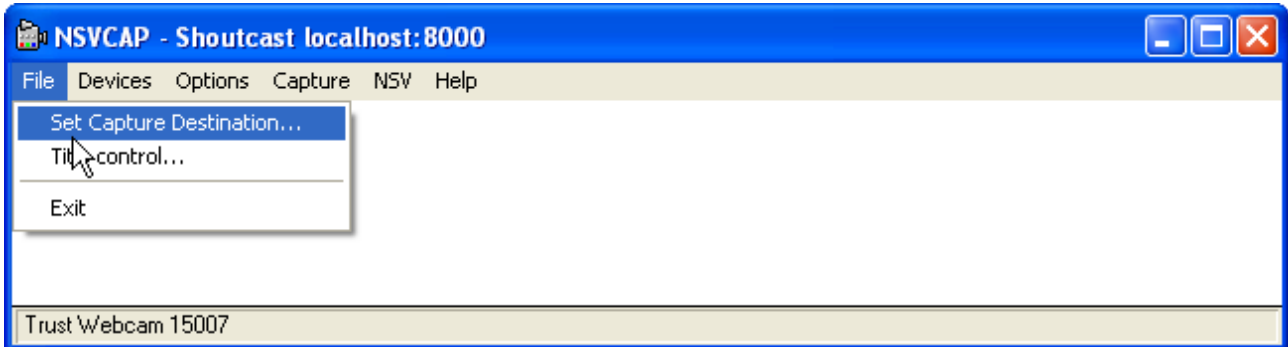 NSVCAP - Shoutcast localhost:8000
File Devices Options Capture NSV Help
Set Capture Destination...
control...
Exit
Trust Webcam 15007